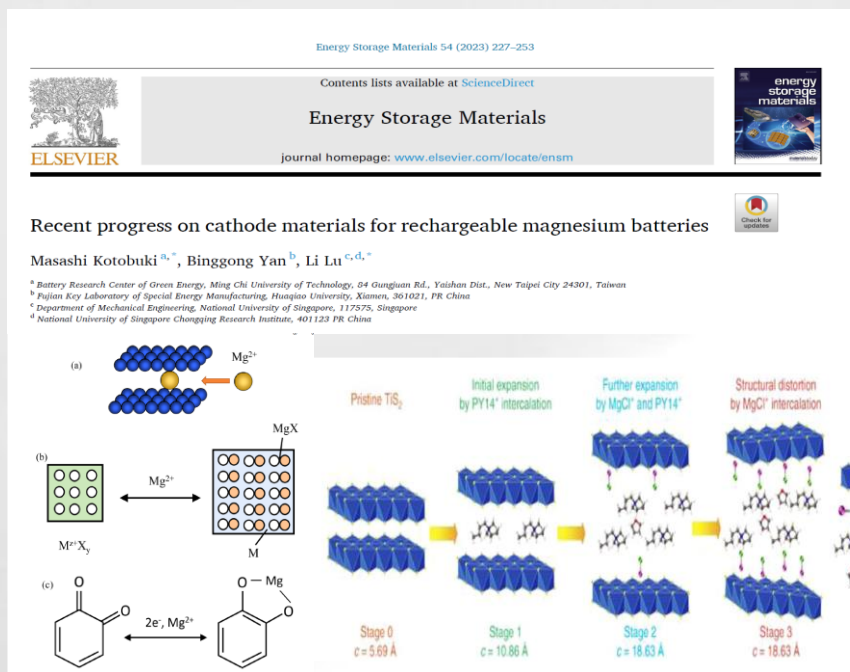 Energy Storage Materials 54 (2023) 227–253
Contents lists available at ScienceDirect
Energy Storage Materials
journal homepage: www.elsevier.com/locate/ensm
ELSEVIER
energy
storage
materials
Check for
updates
Recent progress on cathode materials for rechargeable magnesium batteries
Masashi Kotobuki a,*, Binggong Yan b, Li Lu c,d,*
a Battery Research Center of Green Energy, Ming Chi University of Technology, 84 Gungjuan Rd., Yaishan Dist., New Taipei City 24301, Taiwan
b Fujian Key Laboratory of Special Energy Manufacturing, Huaqiao University, Xiamen, 361021, PR China
c Department of Mechanical Engineering, National University of Singapore, 117575, Singapore
d National University of Singapore Chongqing Research Institute, 401123 PR China
(a)
Mg²⁺
(b)
MgX
Mg²⁺
Mᶻ⁺Xᵧ
M
(c)
O
O
2e⁻, Mg²⁺
O — Mg
O
Pristine TiS₂
Initial expansion
by PY14⁺ intercalation
Further expansion
by MgCl⁺ and PY14⁺
Structural distortion
by MgCl⁺ intercalation
Stage 0
c = 5.69 Å
Stage 1
c = 10.86 Å
Stage 2
c = 18.63 Å
Stage 3
c = 18.63 Å